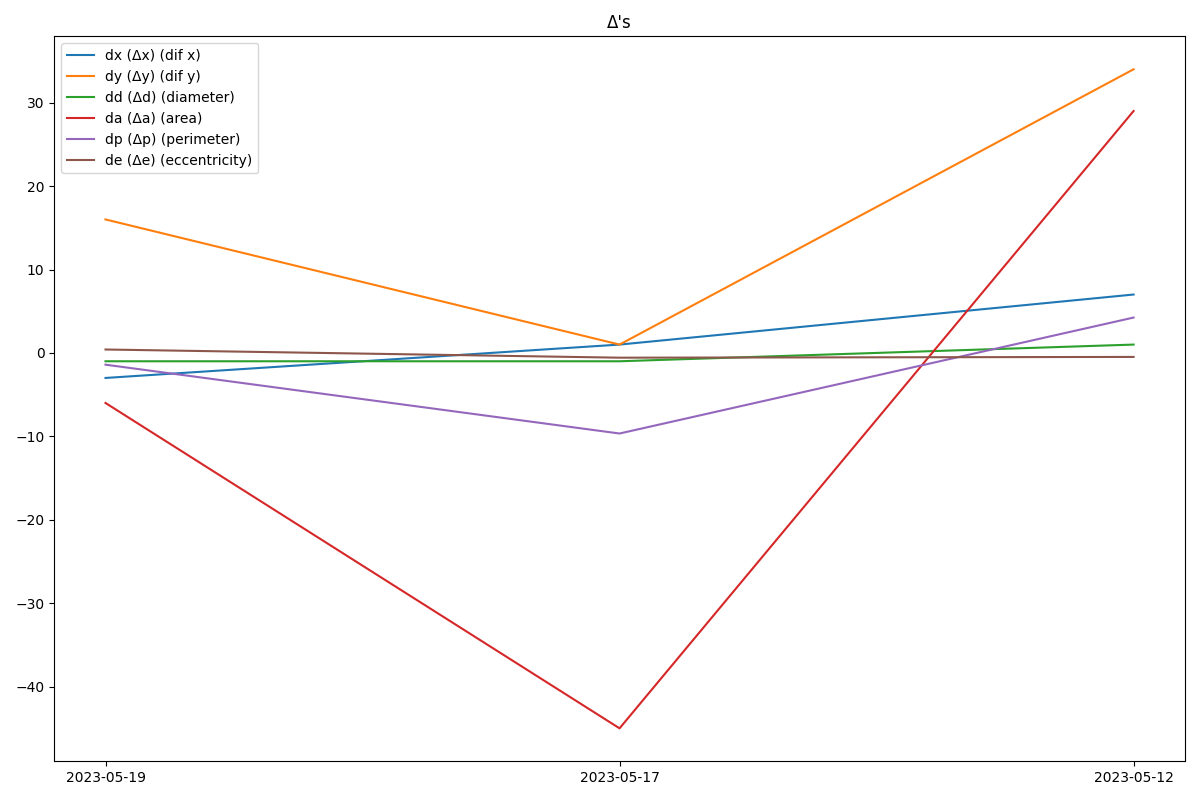 Δ's
dx (Δx) (dif x)
dy (Δy) (dif y)
dd (Δd) (diameter)
da (Δa) (area)
dp (Δp) (perimeter)
de (Δe) (eccentricity)
30
20
10
0
−10
−20
−30
−40
2023-05-19 2023-05-17 2023-05-12